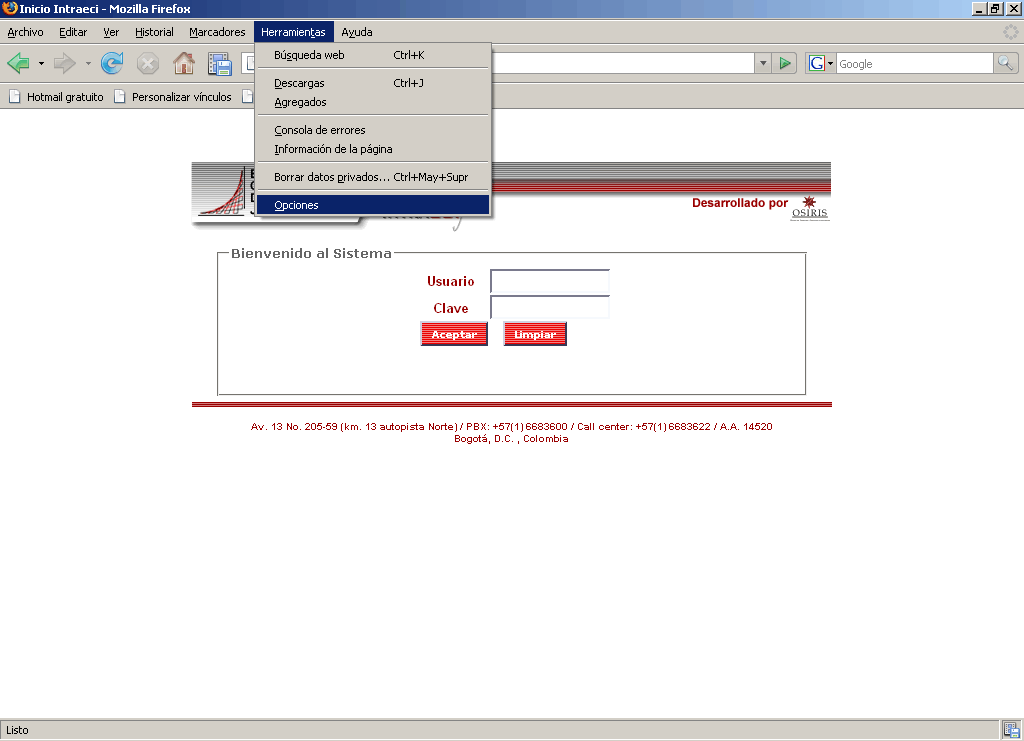 Inicio Intraeci - Mozilla Firefox
Archivo Editar Ver Historial Marcadores Herramientas Ayuda
Búsqueda web Ctrl+K
Google
Descargas Ctrl+J
Hotmail gratuito Personalizar vínculos
Agregados
Consola de errores
Información de la página
Borrar datos privados... Ctrl+May+Supr
Opciones
Desarrollado por OSIRIS
Bienvenido al Sistema
Usuario
Clave
Aceptar Limpiar
Av. 13 No. 205-59 (km. 13 autopista Norte) / PBX: +57(1)6683600 / Call center: +57(1)6683622 / A.A. 14520
Bogotá, D.C. , Colombia
Listo